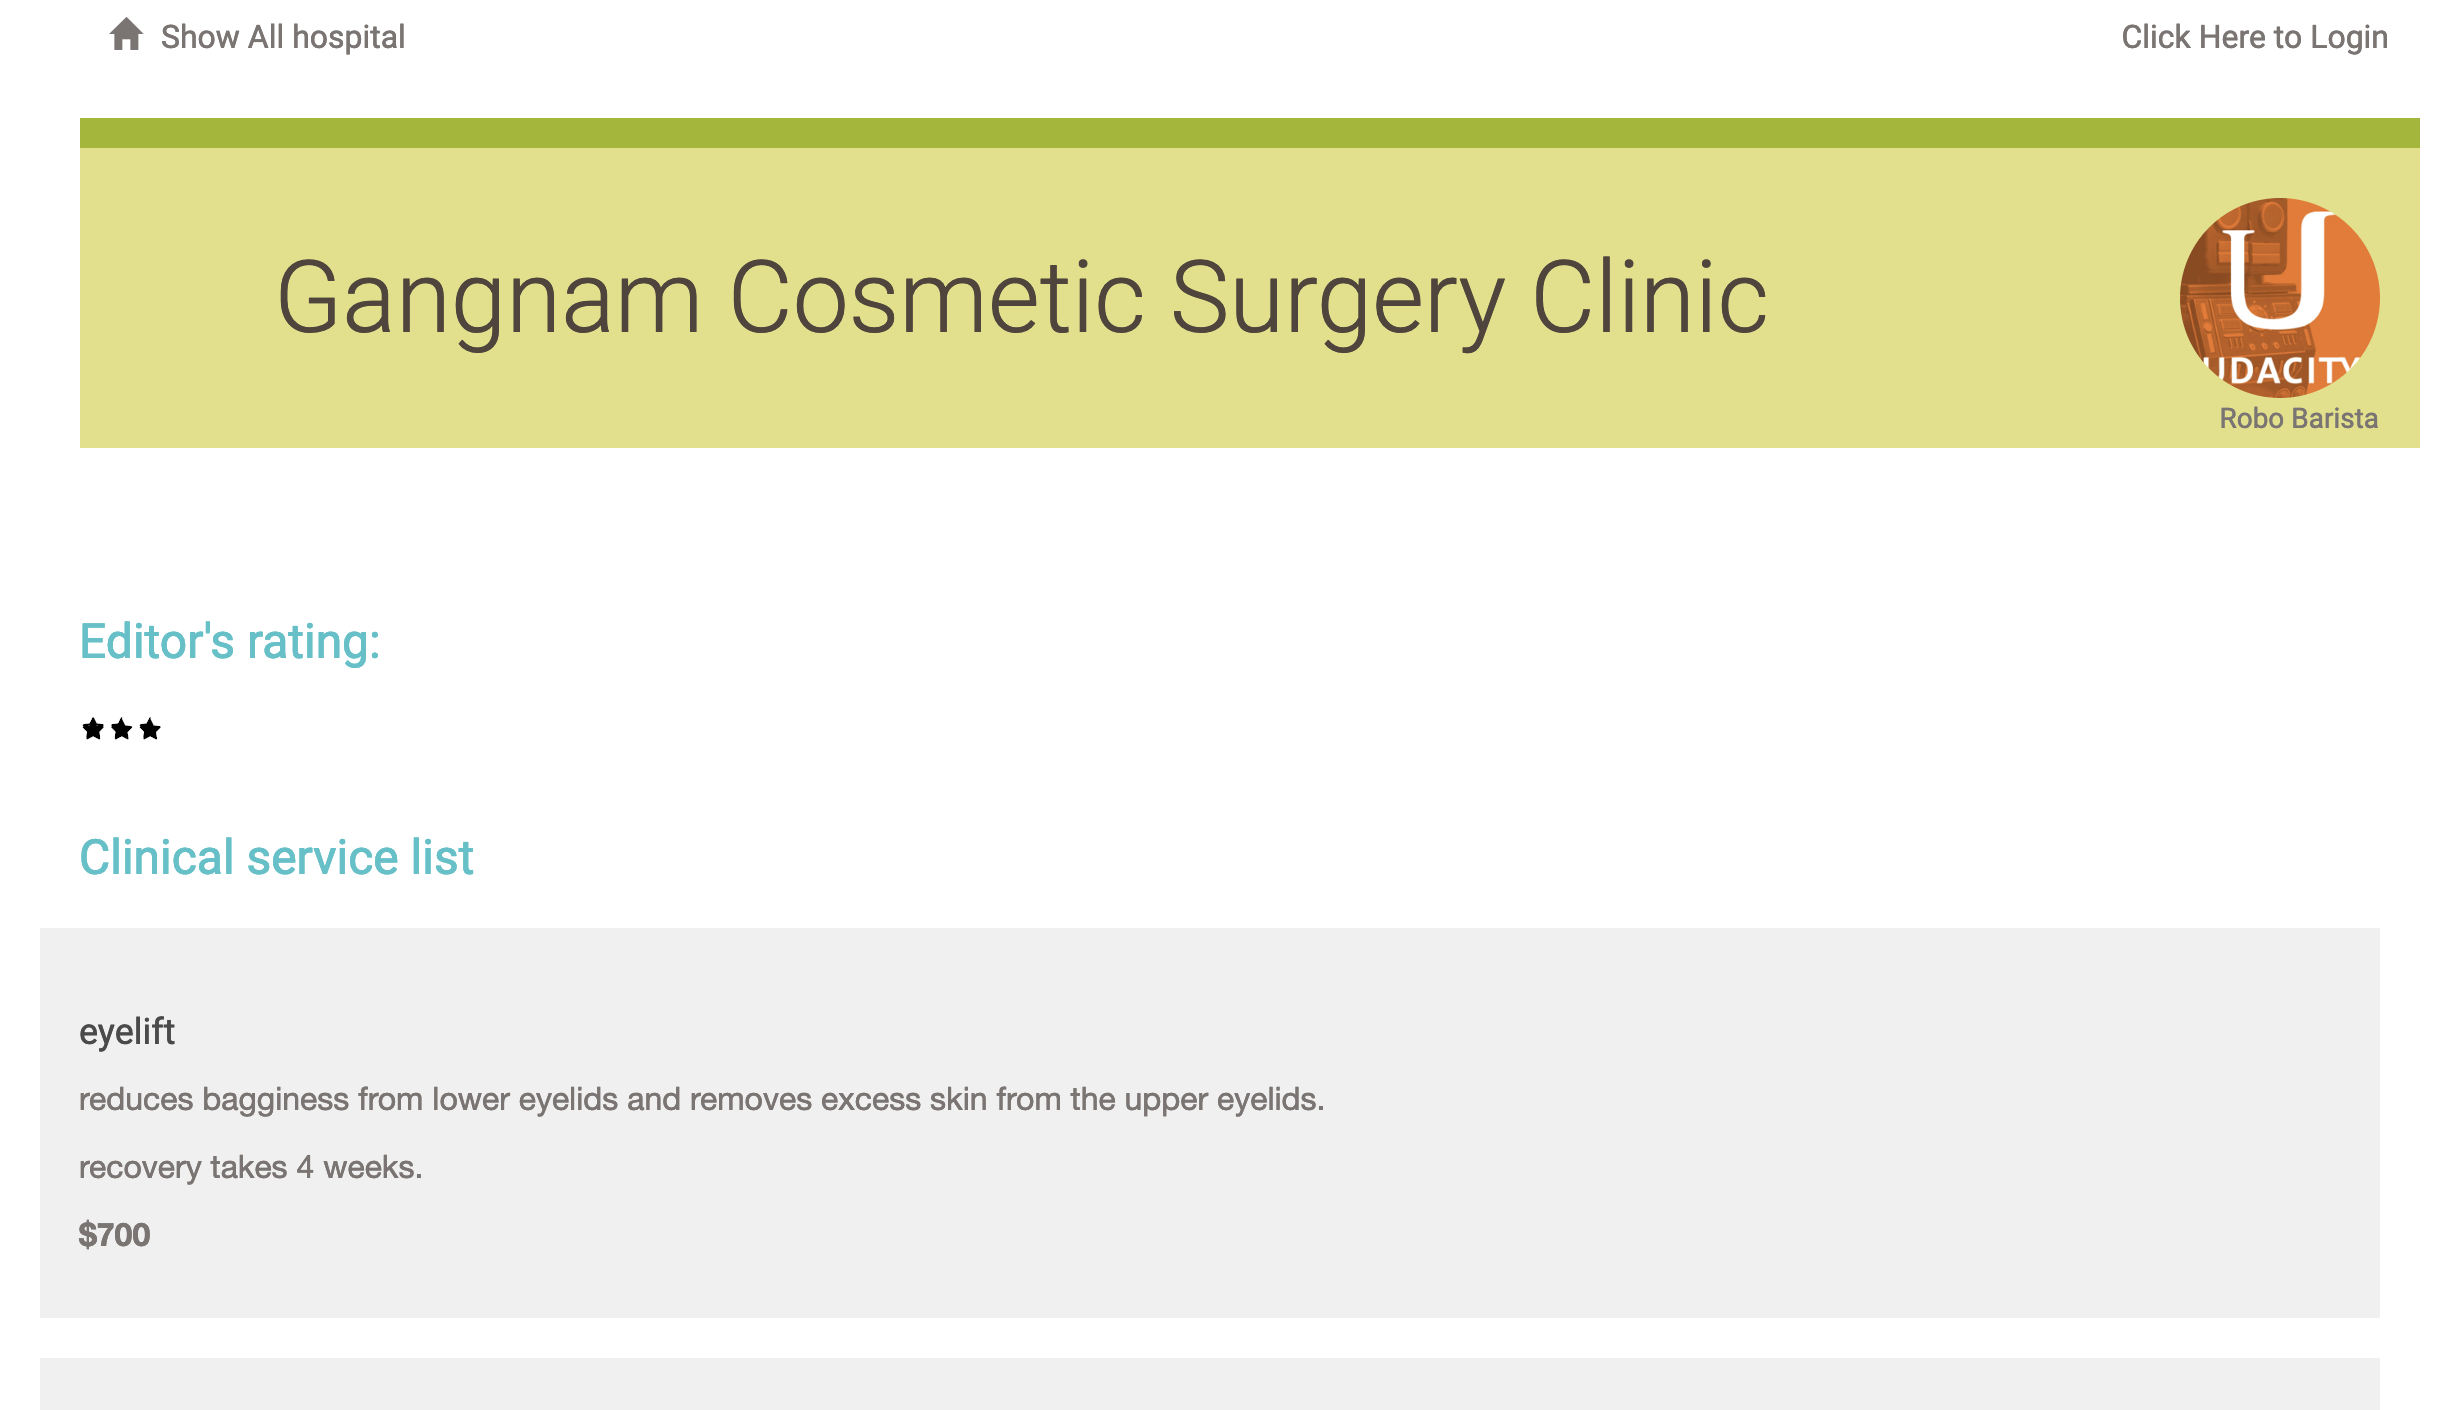 Show All hospital
Click Here to Login
Gangnam Cosmetic Surgery Clinic
U
UDACITY
Robo Barista
Editor's rating:
Clinical service list
eyelift
reduces bagginess from lower eyelids and removes excess skin from the upper eyelids.
recovery takes 4 weeks.
$700